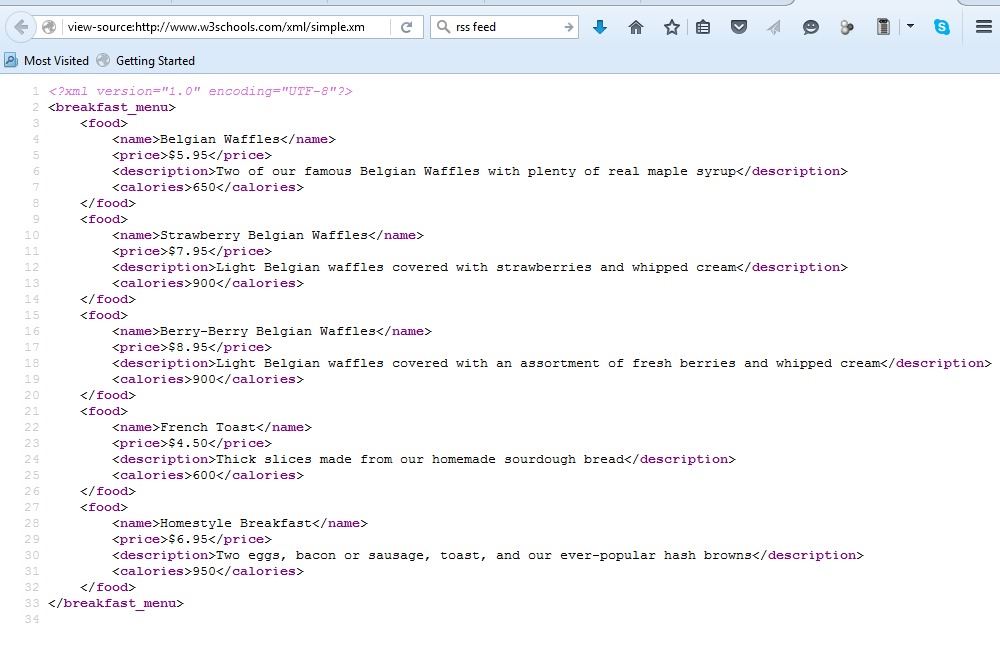 view-source:http://www.w3schools.com/xml/simple.xm
rss feed
Most Visited Getting Started
1 <?xml version="1.0" encoding="UTF-8"?>
2 <breakfast_menu>
3 <food>
4 <name>Belgian Waffles</name>
5 <price>$5.95</price>
6 <description>Two of our famous Belgian Waffles with plenty of real maple syrup</description>
7 <calories>650</calories>
8 </food>
9 <food>
10 <name>Strawberry Belgian Waffles</name>
11 <price>$7.95</price>
12 <description>Light Belgian waffles covered with strawberries and whipped cream</description>
13 <calories>900</calories>
14 </food>
15 <food>
16 <name>Berry-Berry Belgian Waffles</name>
17 <price>$8.95</price>
18 <description>Light Belgian waffles covered with an assortment of fresh berries and whipped cream</description>
19 <calories>900</calories>
20 </food>
21 <food>
22 <name>French Toast</name>
23 <price>$4.50</price>
24 <description>Thick slices made from our homemade sourdough bread</description>
25 <calories>600</calories>
26 </food>
27 <food>
28 <name>Homestyle Breakfast</name>
29 <price>$6.95</price>
30 <description>Two eggs, bacon or sausage, toast, and our ever-popular hash browns</description>
31 <calories>950</calories>
32 </food>
33 </breakfast_menu>
34